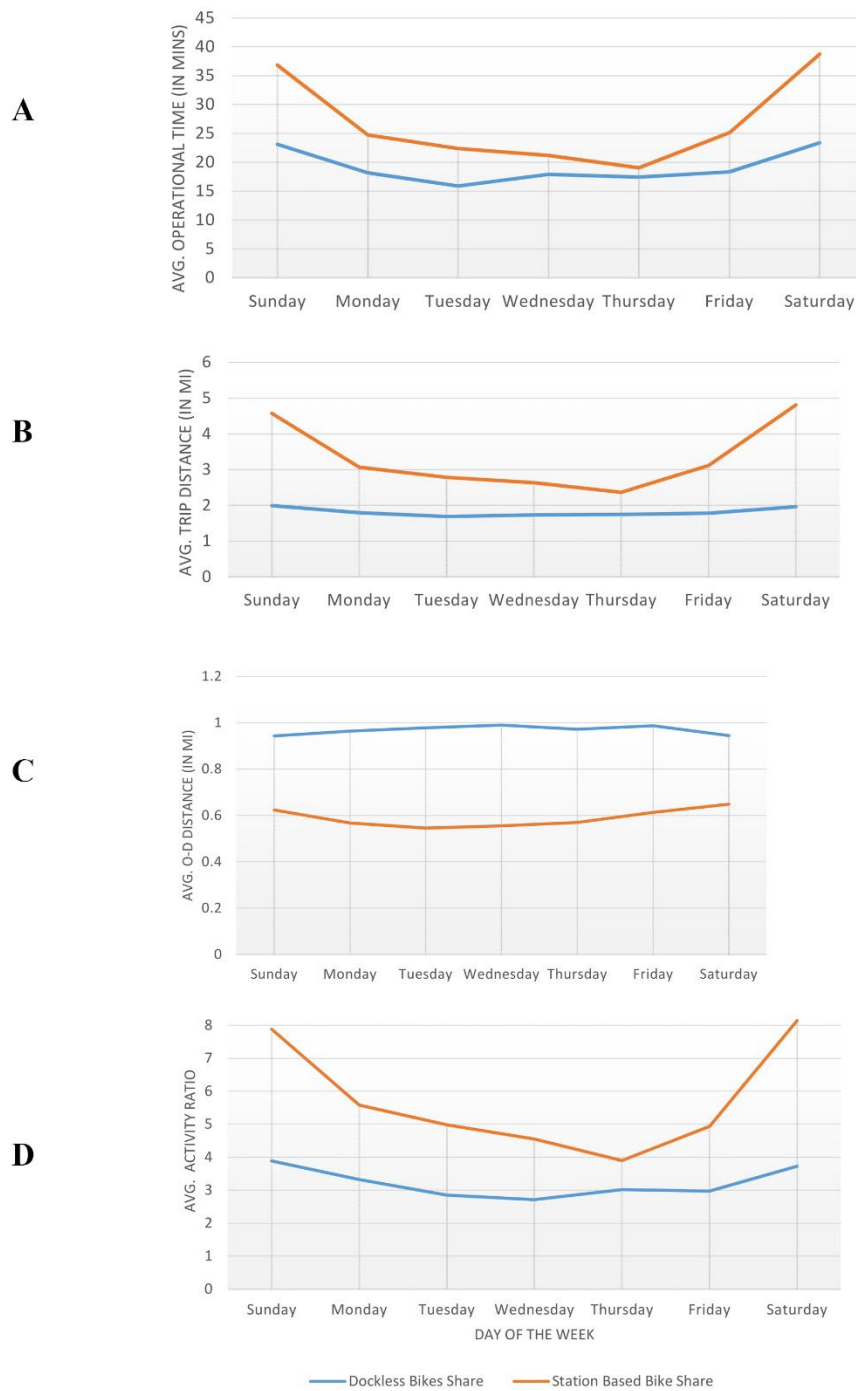 A
AVG. OPERATIONAL TIME (IN MINS)
45
40
35
30
25
20
15
10
5
0
Sunday Monday Tuesday Wednesday Thursday Friday Saturday
B
AVG. TRIP DISTANCE (IN MI)
6
5
4
3
2
1
0
Sunday Monday Tuesday Wednesday Thursday Friday Saturday
C
AVG. O-D DISTANCE (IN MI)
1.2
1
0.8
0.6
0.4
0.2
0
Sunday Monday Tuesday Wednesday Thursday Friday Saturday
D
AVG. ACTIVITY RATIO
8
7
6
5
4
3
2
1
0
Sunday Monday Tuesday Wednesday Thursday Friday Saturday
DAY OF THE WEEK
Dockless Bikes Share Station Based Bike Share